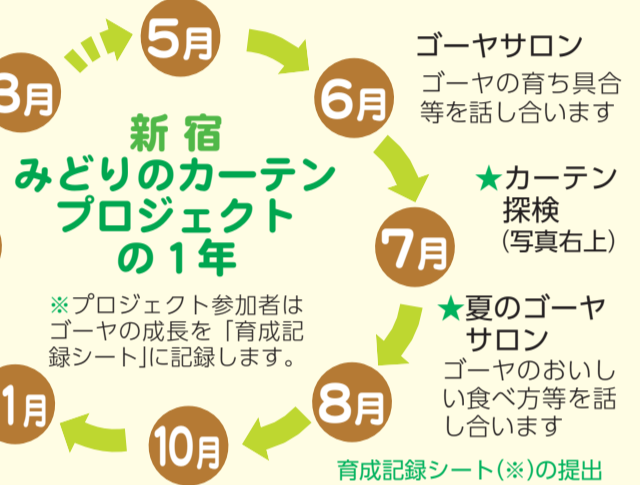 5月
3月
6月
ゴーヤサロン
ゴーヤの育ち具合
等を話し合います
新宿
みどりのカーテン
プロジェクト
の1年
★カーテン
探検
(写真右上)
7月
※プロジェクト参加者は
ゴーヤの成長を「育成記
録シート」に記録します。
★夏のゴーヤ
サロン
ゴーヤのおいし
い食べ方等を話
し合います
8月
1月
10月
育成記録シート(※)の提出